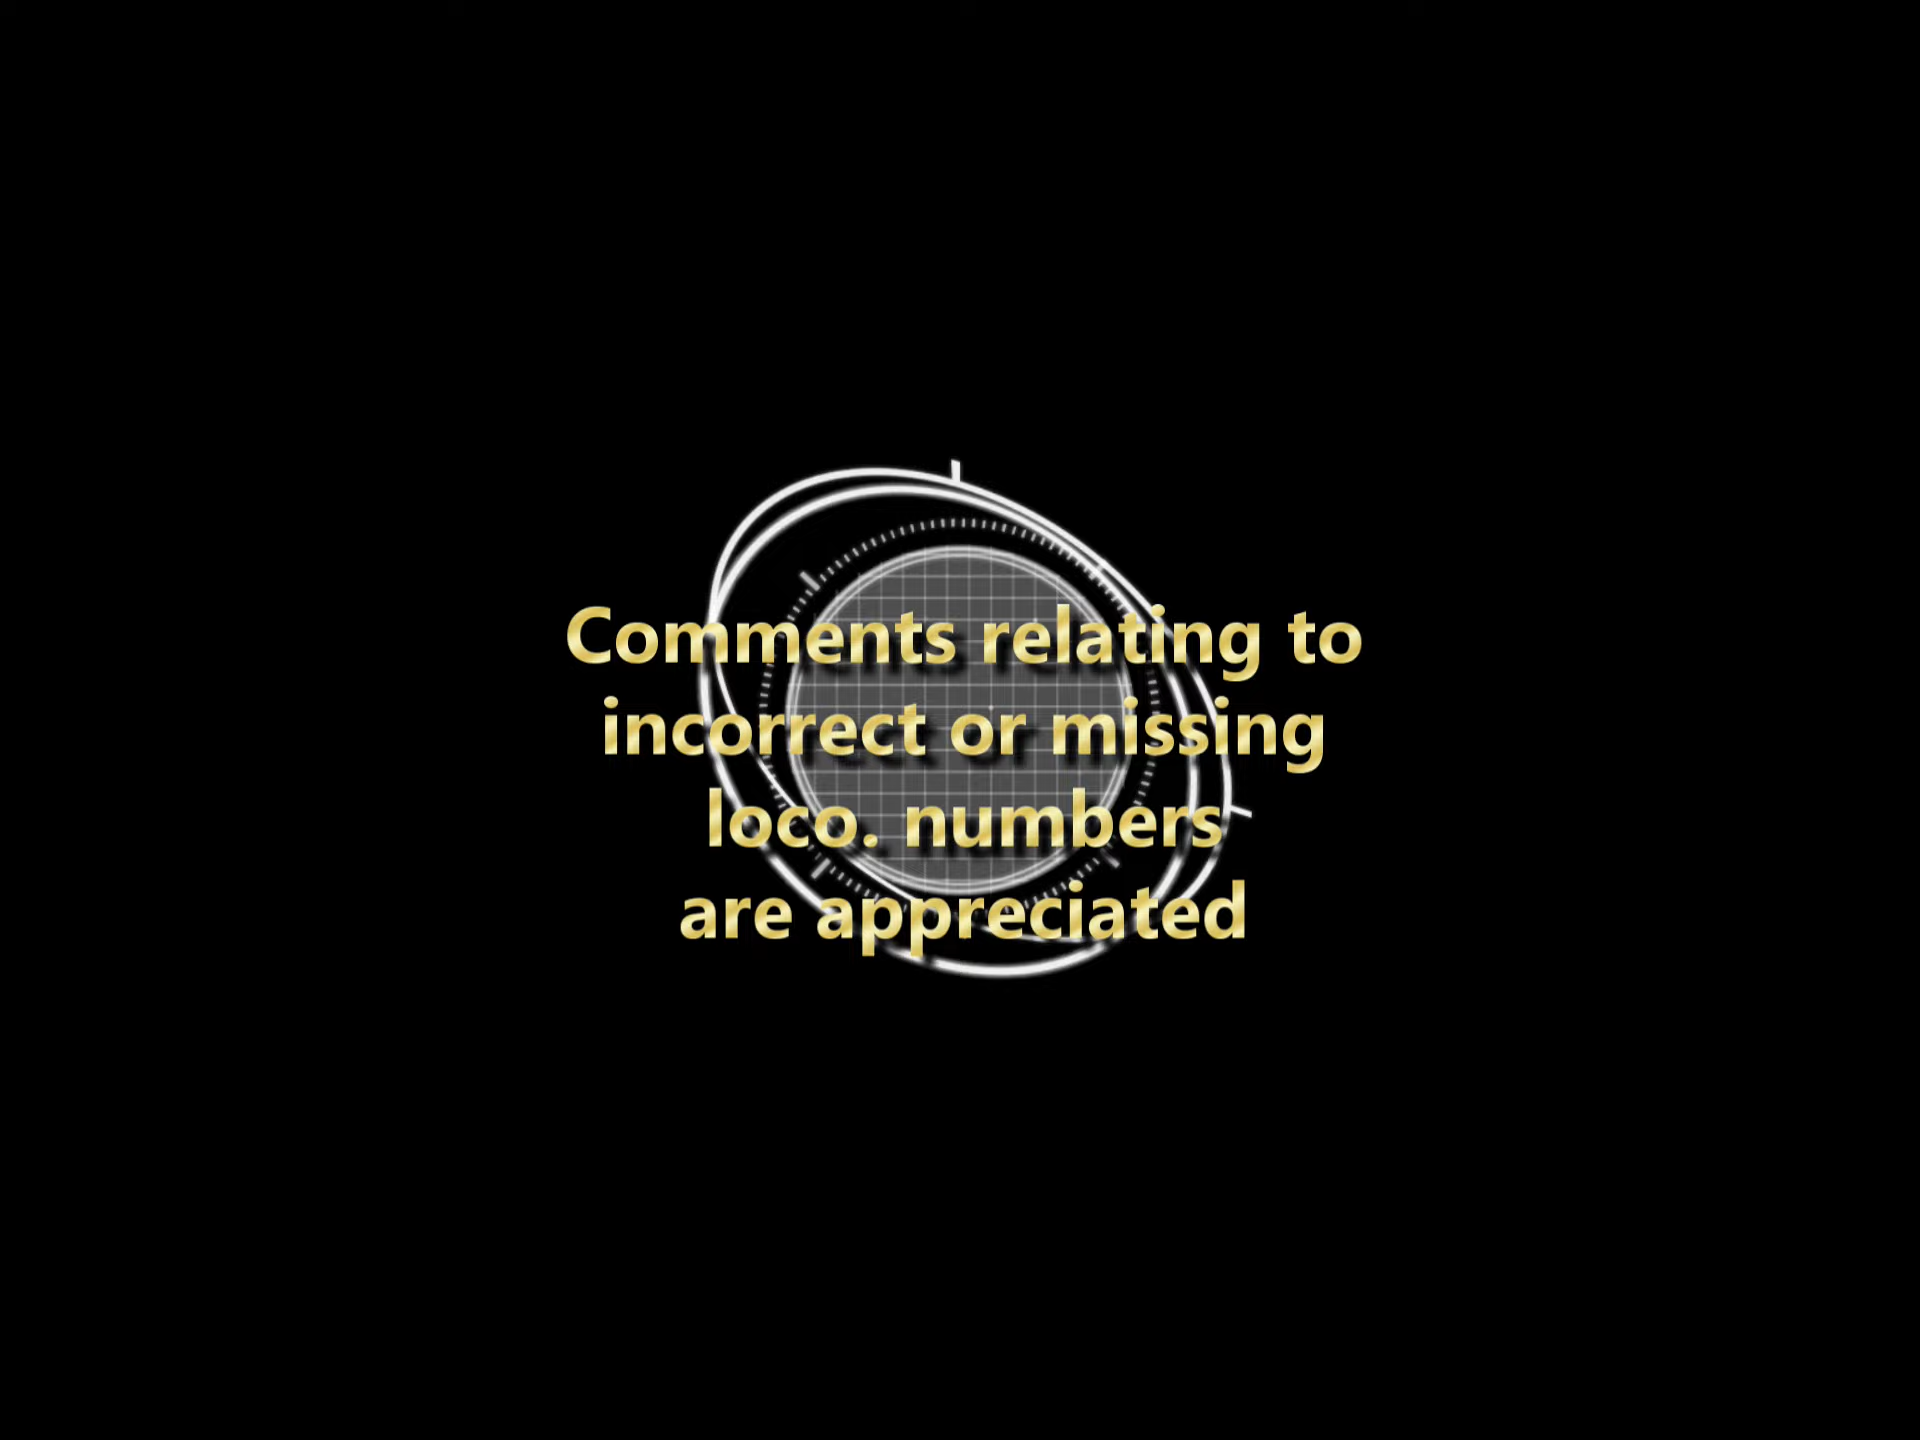 Comments relating to
incorrect or missing
loco. numbers
are appreciated